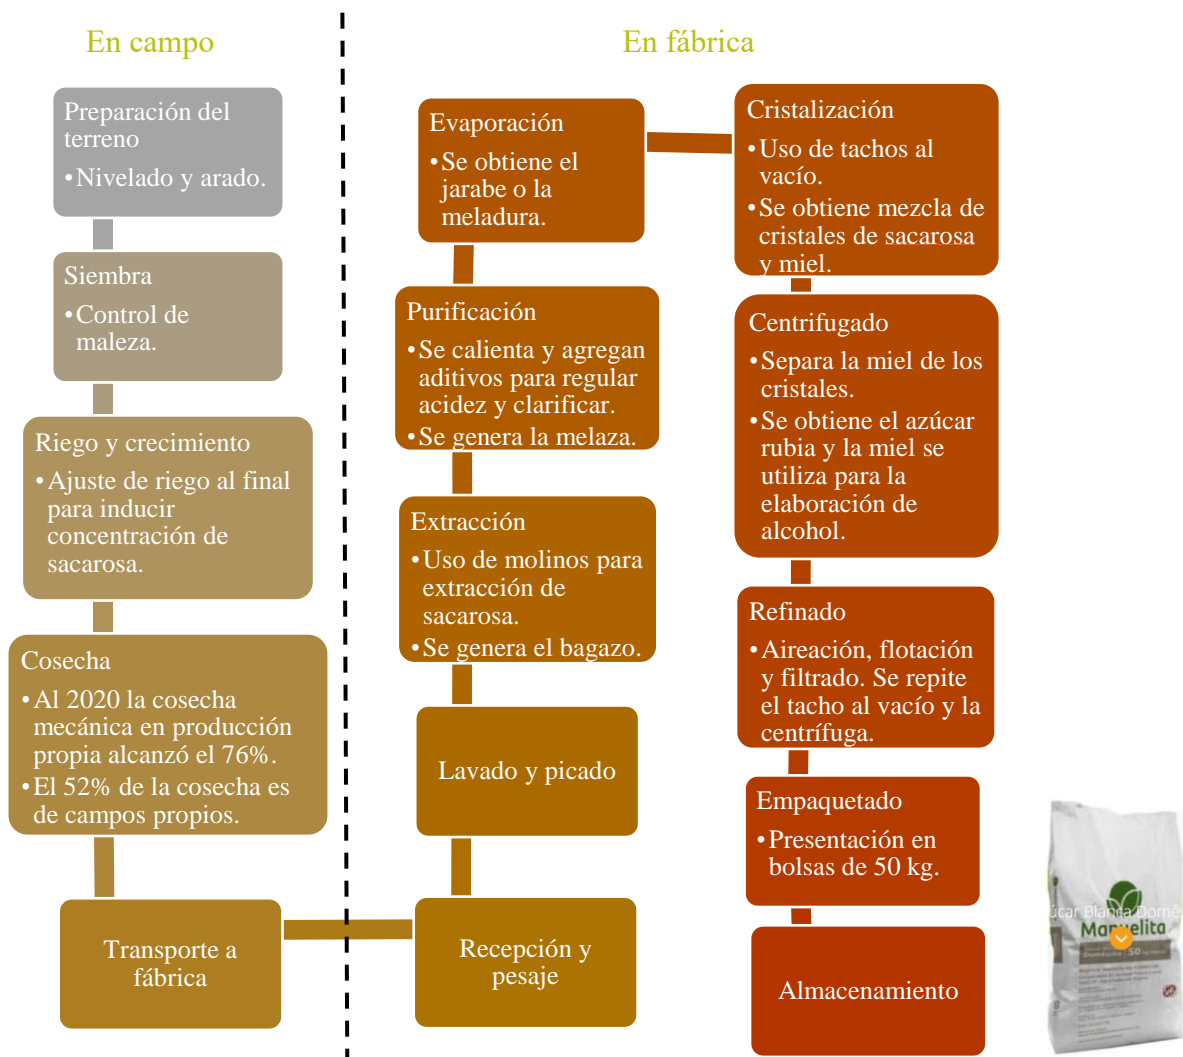 En campo
Preparación del
terreno
•Nivelado y arado.
Siembra
•Control de
maleza.
Riego y crecimiento
•Ajuste de riego al final
para inducir
concentración de
sacarosa.
Cosecha
•Al 2020 la cosecha
mecánica en producción
propia alcanzó el 76%.
•El 52% de la cosecha es
de campos propios.
Transporte a
fábrica
En fábrica
Recepción y
pesaje
Lavado y picado
Extracción
•Uso de molinos para
extracción de
sacarosa.
•Se genera el bagazo.
Purificación
•Se calienta y agregan
aditivos para regular
acidez y clarificar.
•Se genera la melaza.
Evaporación
•Se obtiene el
jarabe o la
meladura.
Cristalización
•Uso de tachos al
vacío.
•Se obtiene mezcla de
cristales de sacarosa
y miel.
Centrifugado
•Separa la miel de los
cristales.
•Se obtiene el azúcar
rubia y la miel se
utiliza para la
elaboración de
alcohol.
Refinado
•Aireación, flotación
y filtrado. Se repite
el tacho al vacío y la
centrífuga.
Empaquetado
•Presentación en
bolsas de 50 kg.
Almacenamiento
úcar Blanca Domés
Manuelita